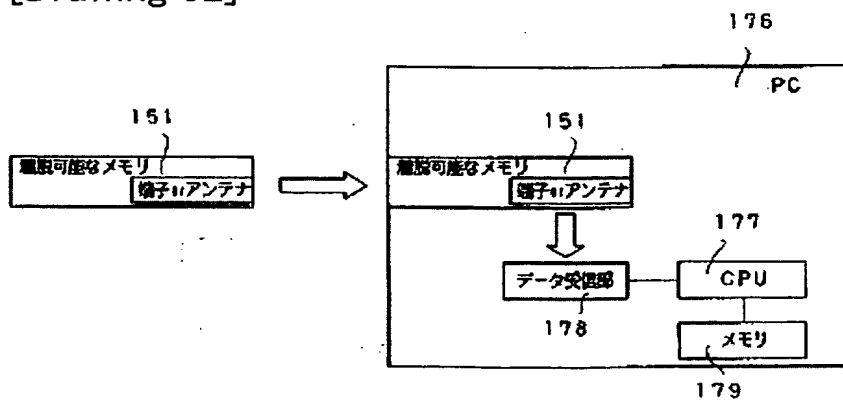 176
PC
151
着脱可能なメモリ
端子orアンテナ
151
着脱可能なメモリ
端子orアンテナ
177
データ受信部
CPU
178
メモリ
179